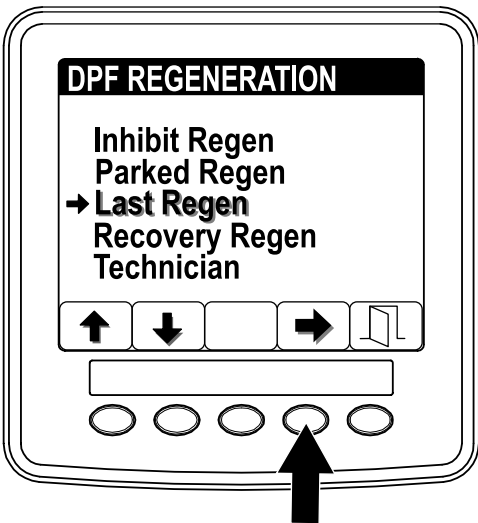 DPF REGENERATION
Inhibit Regen
Parked Regen
Last Regen
Recovery Regen
Technician